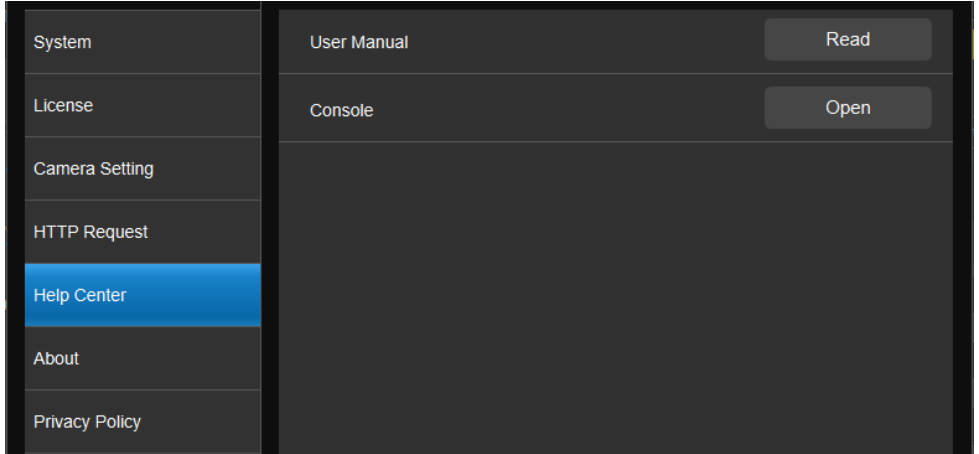 System
License
Camera Setting
HTTP Request
Help Center
About
Privacy Policy
User Manual Read
Console Open